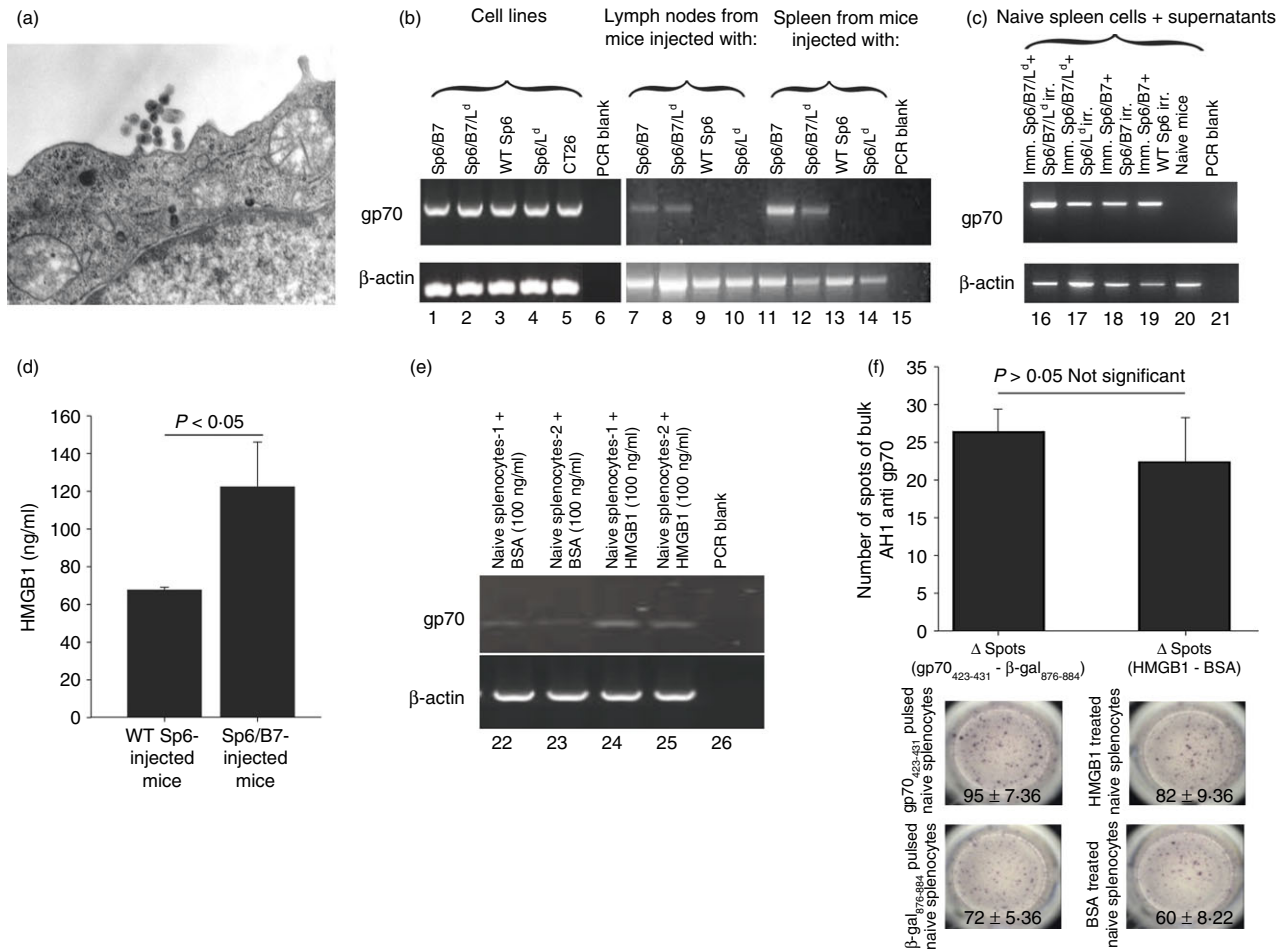 (a)
(b)
Cell lines
Lymph nodes from
mice injected with:
Spleen from mice
injected with:
Sp6/B7
Sp6/B7/Lᵈ
WT Sp6
Sp6/Lᵈ
CT26
PCR blank
Sp6/B7
Sp6/B7/Lᵈ
WT Sp6
Sp6/Lᵈ
Sp6/B7
Sp6/B7/Lᵈ
WT Sp6
Sp6/Lᵈ
PCR blank
gp70
β-actin
1 2 3 4 5 6 7 8 9 10 11 12 13 14 15
(c)
Naive spleen cells + supernatants
Imm. Sp6/B7/Lᵈ+
Sp6/B7/Lᵈ irr.
Imm. Sp6/B7/Lᵈ+
Sp6/Lᵈ irr.
Imm. Sp6/B7+
Sp6/B7 irr.
Imm. Sp6/B7+
WT Sp6 irr.
Naive mice
PCR blank
gp70
β-actin
16 17 18 19 20 21
(d)
HMGB1 (ng/ml)
160
140
120
100
80
60
40
20
0
P < 0·05
WT Sp6-
injected
mice
Sp6/B7-
injected
mice
(e)
Naive splenocytes-1 +
BSA (100 ng/ml)
Naive splenocytes-2 +
BSA (100 ng/ml)
Naive splenocytes-1 +
HMGB1 (100 ng/ml)
Naive splenocytes-2 +
HMGB1 (100 ng/ml)
PCR blank
gp70
β-actin
22 23 24 25 26
(f)
Number of spots of bulk
AH1 anti gp70
35
30
25
20
15
10
5
0
P > 0·05 Not significant
Δ Spots
(gp70₄₂₃₋₄₃₁ - β-gal₈₇₆₋₈₈₄)
Δ Spots
(HMGB1 - BSA)
gp70₄₂₃₋₄₃₁ pulsed
naive splenocytes
95 ± 7·36
HMGB1 treated
naive splenocytes
82 ± 9·36
β-gal₈₇₆₋₈₈₄ pulsed
naive splenocytes
72 ± 5·36
BSA treated
naive splenocytes
60 ± 8·22